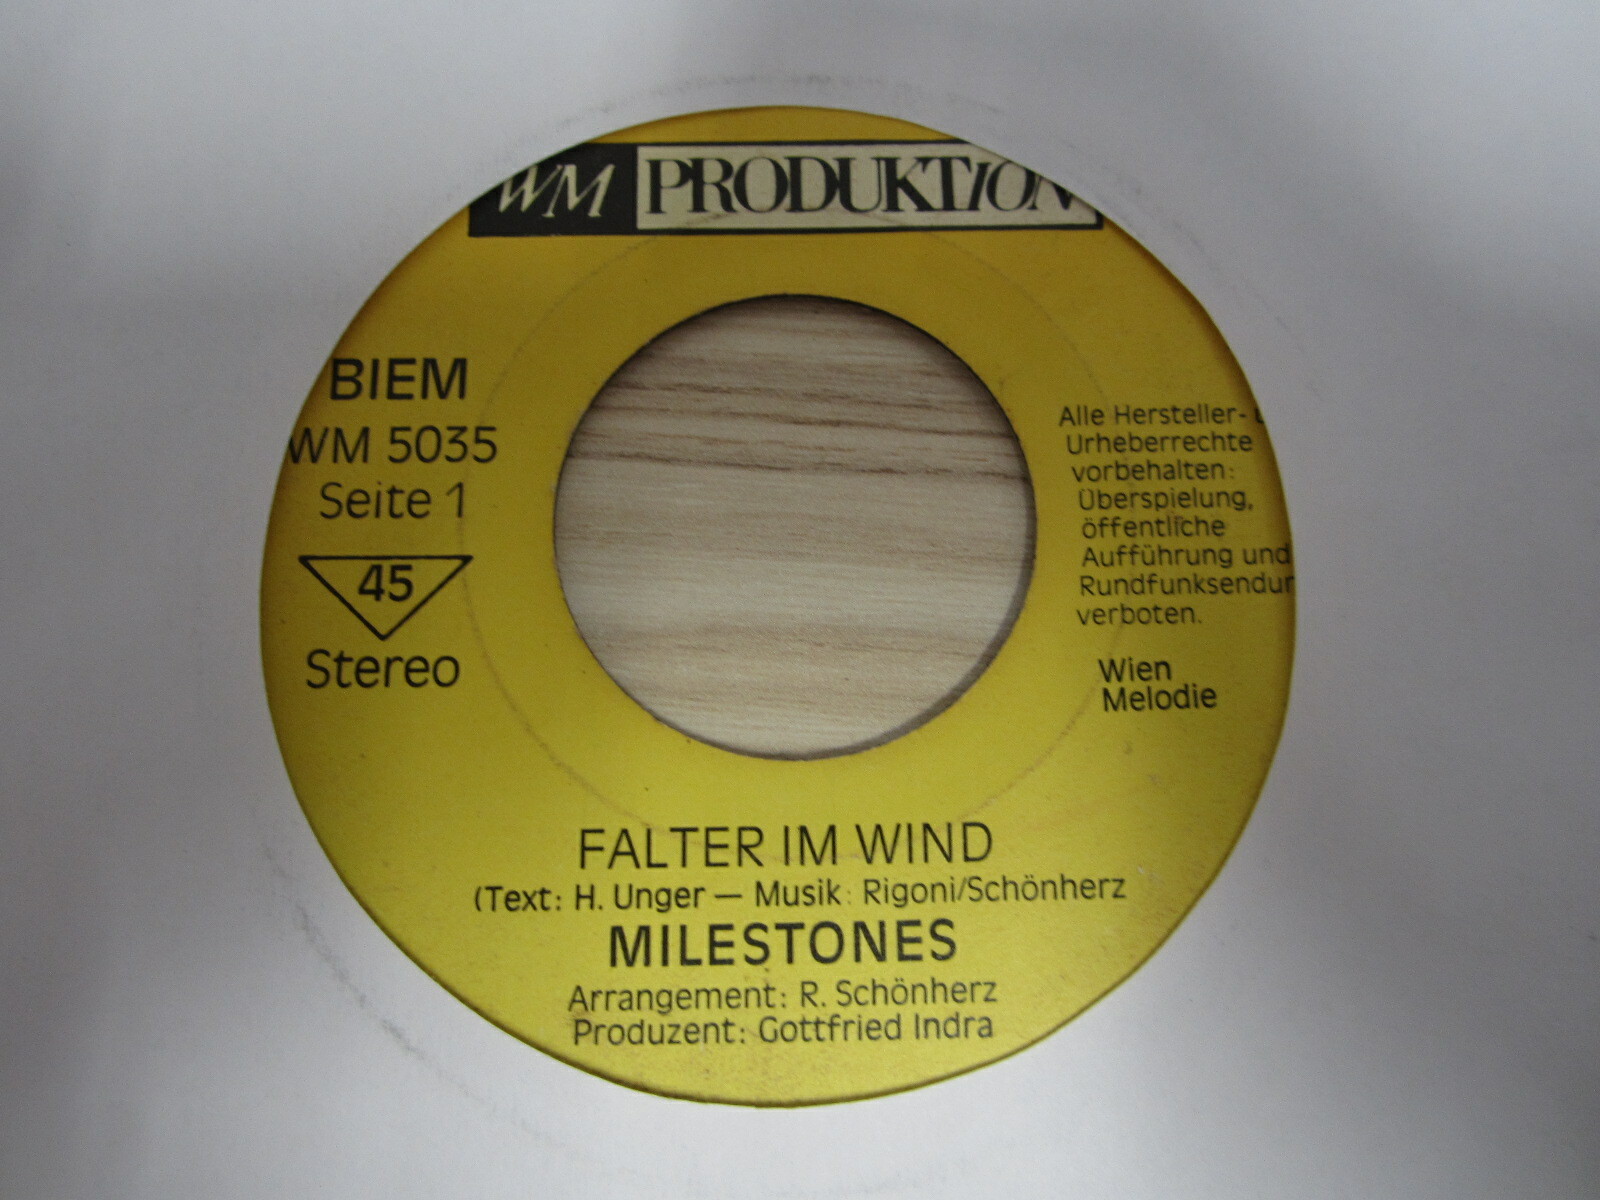 WM PRODUKTION
BIEM
WM 5035
Seite 1
45
Stereo
Alle Hersteller-
Urheberrechte
vorbehalten:
Überspielung,
öffentliche
Aufführung und
Rundfunksendun
verboten.
Wien
Melodie
FALTER IM WIND
(Text: H. Unger — Musik: Rigoni/Schönherz
MILESTONES
Arrangement: R. Schönherz
Produzent: Gottfried Indra